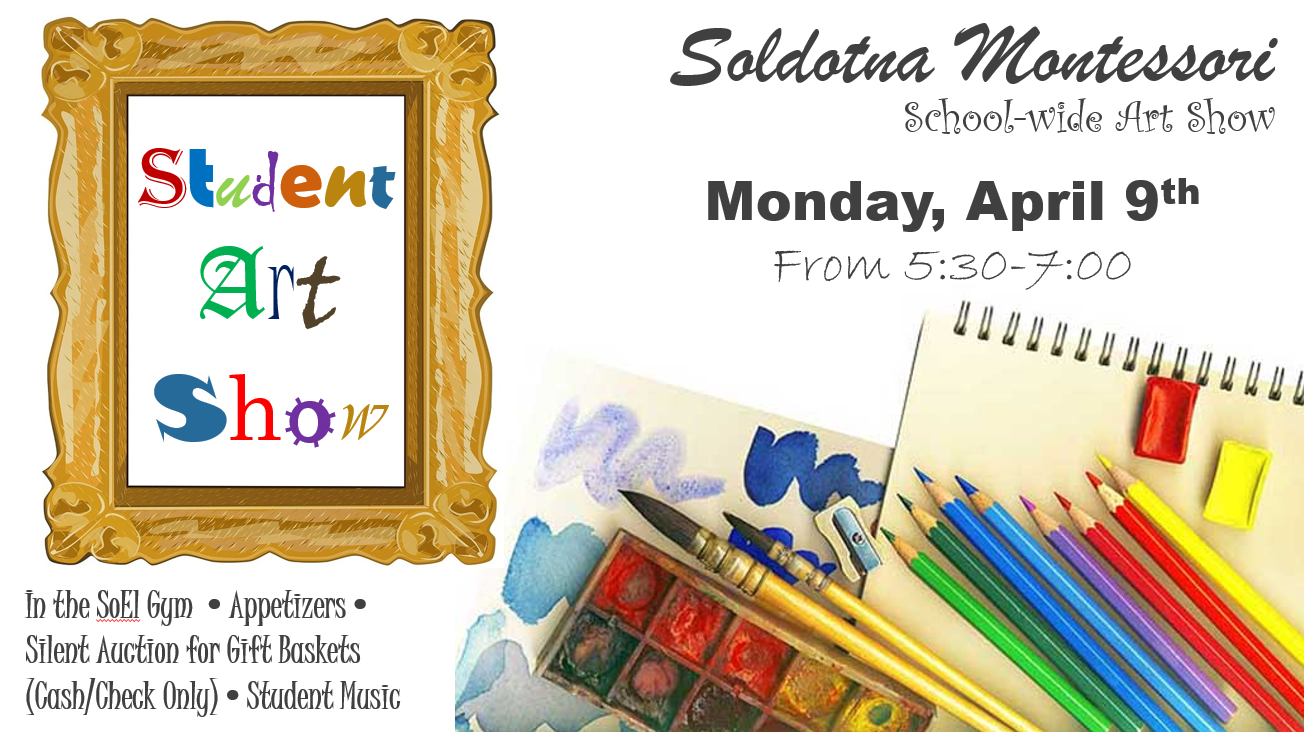 Student
Art
Show
Soldotna Montessori
School-wide Art Show
Monday, April 9th
From 5:30-7:00
In the SoEl Gym • Appetizers •
Silent Auction for Gift Baskets
(Cash/Check Only) • Student Music